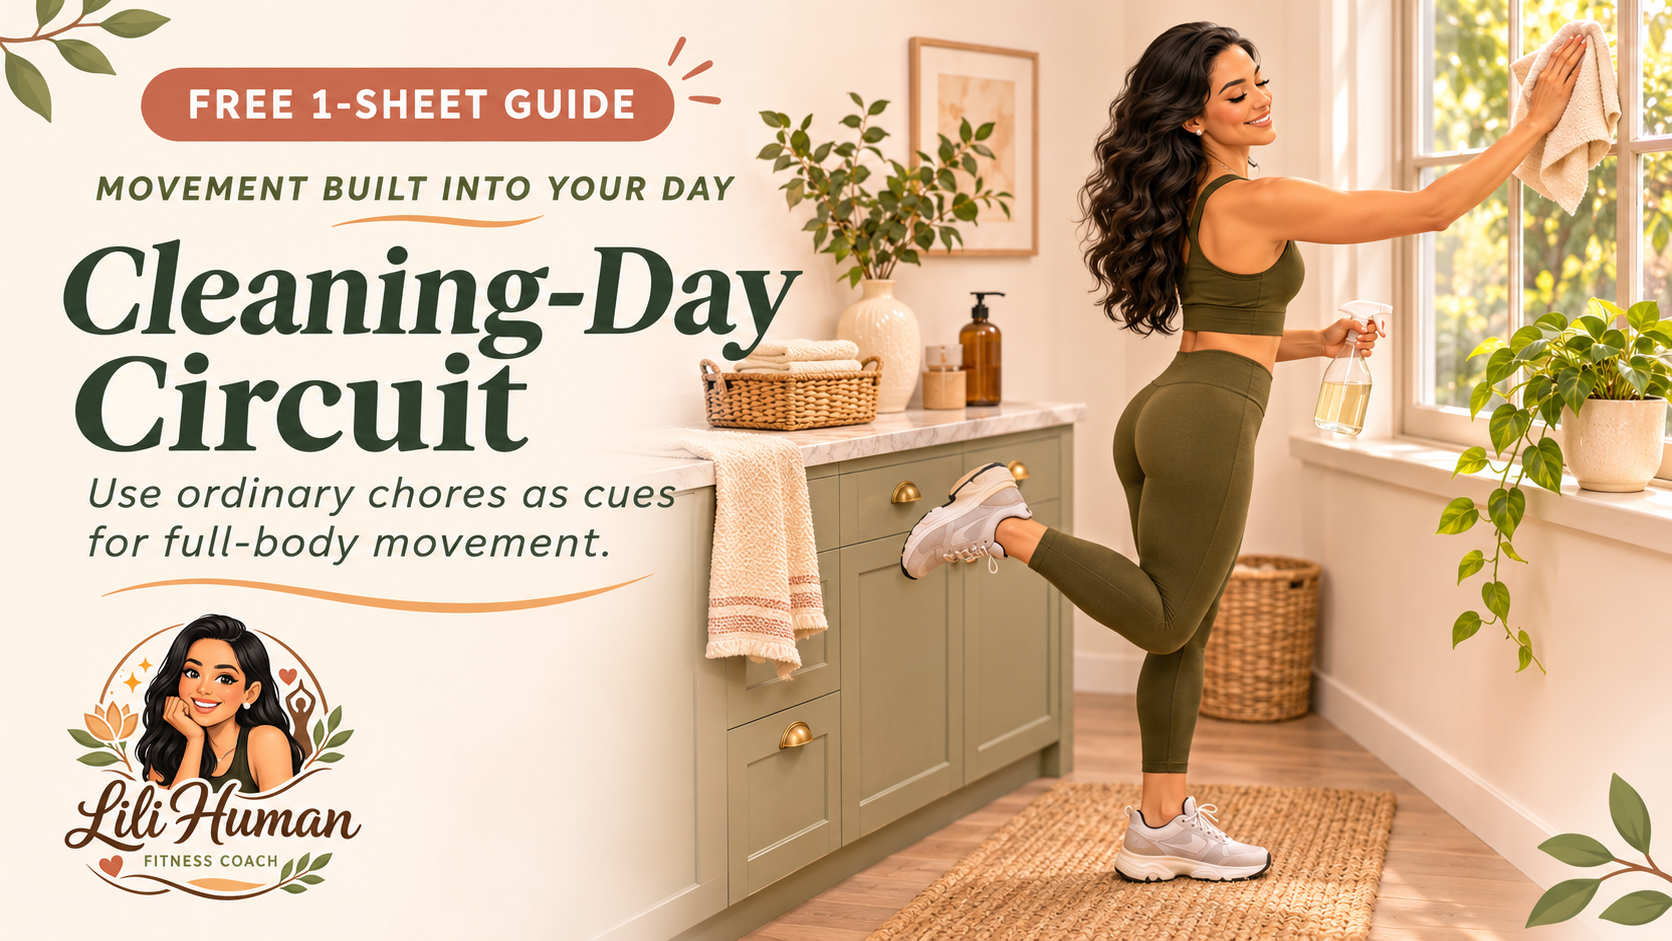 FREE 1-SHEET GUIDE
MOVEMENT BUILT INTO YOUR DAY
Cleaning-Day
Circuit
Use ordinary chores as cues
for full-body movement.
Lili Human
FITNESS COACH